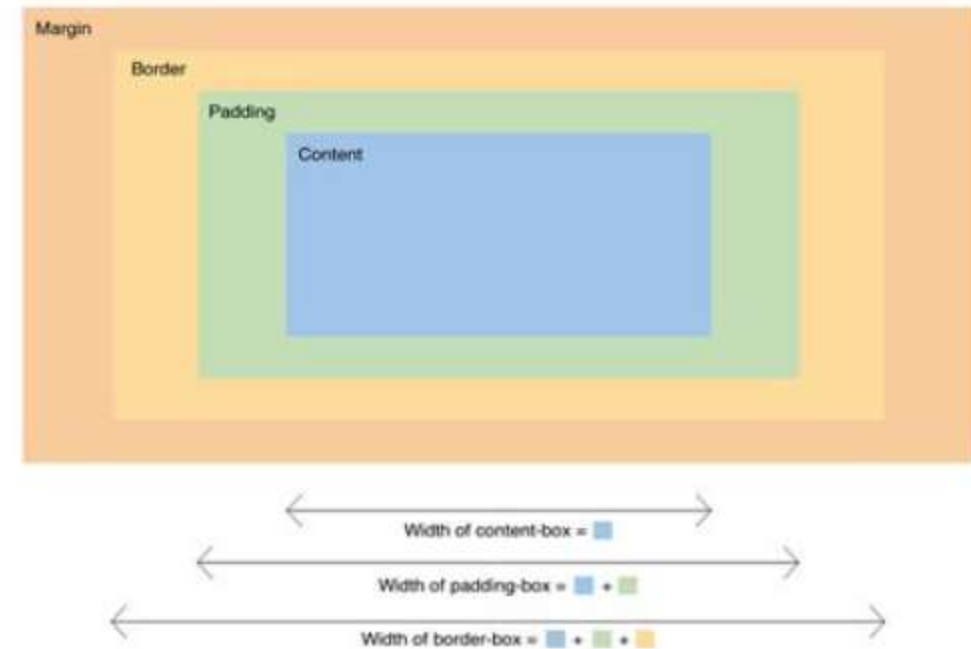 Margin
Border
Padding
Content
Width of content-box =
Width of padding-box = +
Width of border-box = + +